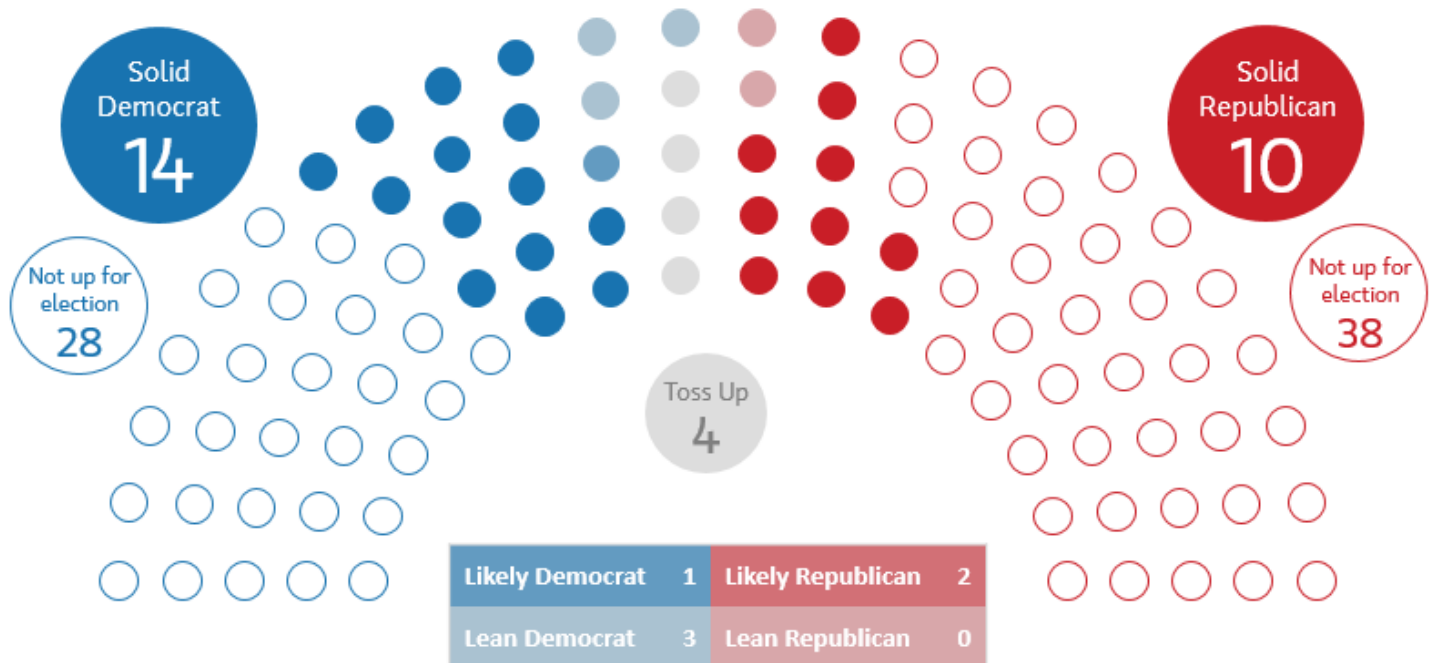 Solid
Democrat
14
Solid
Republican
10
Not up for
election
28
Not up for
election
38
Toss Up
4
Likely Democrat 1 Likely Republican 2
Lean Democrat 3 Lean Republican 0